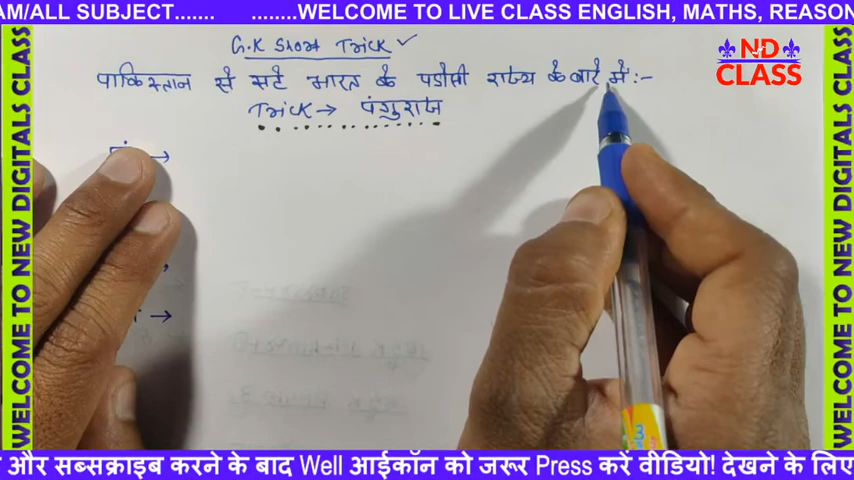 AM/ALL SUBJECT....... ........WELCOME TO LIVE CLASS ENGLISH, MATHS, REASON
G.K Short Trick ✓
ND CLASS
पाकिस्तान से सटे भारत के पडोसी राज्य के बारे में :-
Trick → पंगुराज
पं →
→
→
WELCOME TO NEW DIGITALS CLASS
WELCOME TO NEW DIGITALS CLASS
और सब्सक्राइब करने के बाद Well आईकॉन को जरूर Press करें वीडियो! देखने के लिए